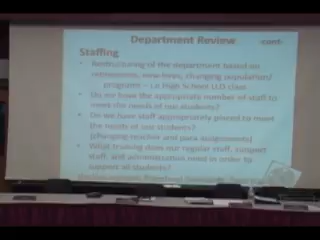 Department Review -cont-
Staffing
• Restructuring of the department based on
retirements, new hires, changing population/
programs – i.e High School LLD class
• Do we have the appropriate number of staff to
meet the needs of our students?
• Do we have staff appropriately placed to meet
the needs of our students?
(changing teacher and para assignments)
• What training does our regular staff, support
staff, and administration need in order to
support all students?